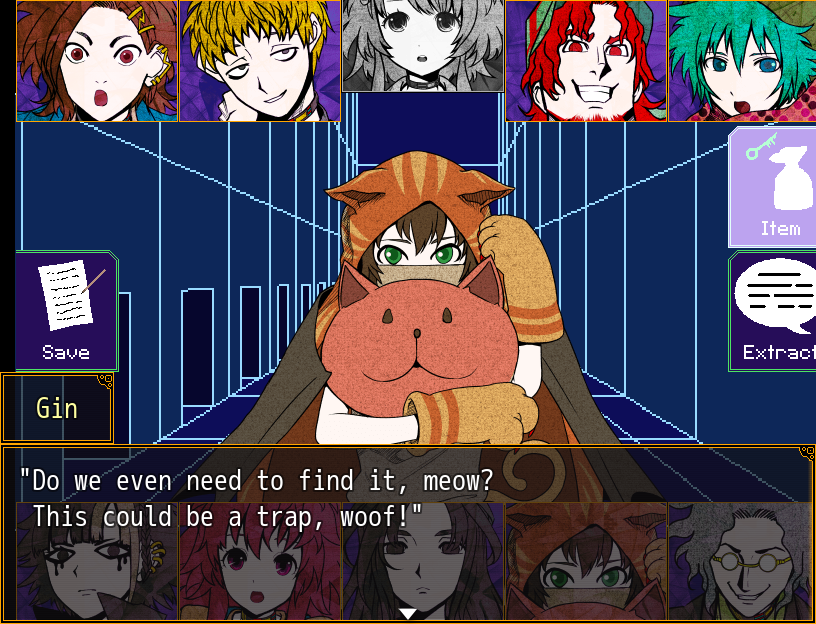 Item
Save
Extract
Gin
"Do we even need to find it, meow?
This could be a trap, woof!"